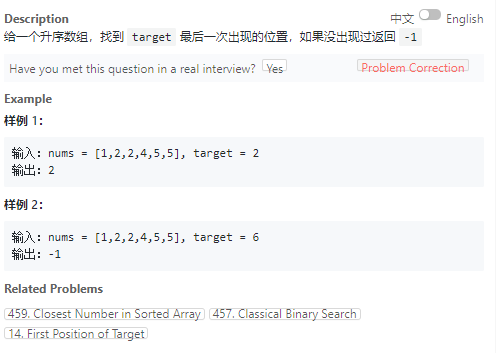 Description 中文 English
给一个升序数组，找到 target 最后一次出现的位置，如果没出现过返回 -1
Have you met this question in a real interview? Yes Problem Correction
Example
样例 1：
输入：nums = [1,2,2,4,5,5], target = 2
输出：2
样例 2：
输入：nums = [1,2,2,4,5,5], target = 6
输出：-1
Related Problems
459. Closest Number in Sorted Array 457. Classical Binary Search
14. First Position of Target